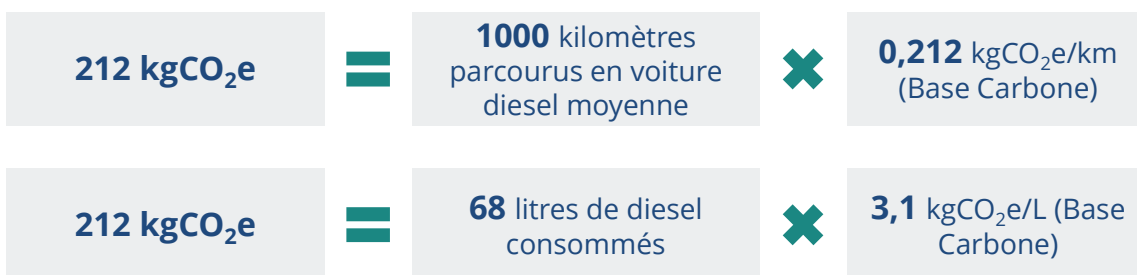 212 kgCO₂e
=
1000 kilomètres
parcourus en voiture
diesel moyenne
✖
0,212 kgCO₂e/km
(Base Carbone)
212 kgCO₂e
=
68 litres de diesel
consommés
✖
3,1 kgCO₂e/L (Base
Carbone)